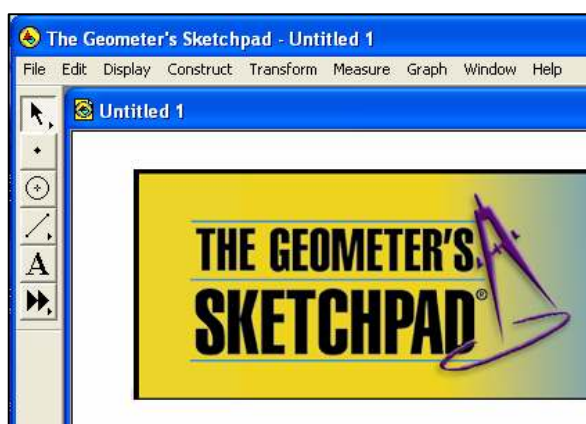 The Geometer's Sketchpad - Untitled 1
File Edit Display Construct Transform Measure Graph Window Help
Untitled 1
A
THE GEOMETER'S
SKETCHPAD®